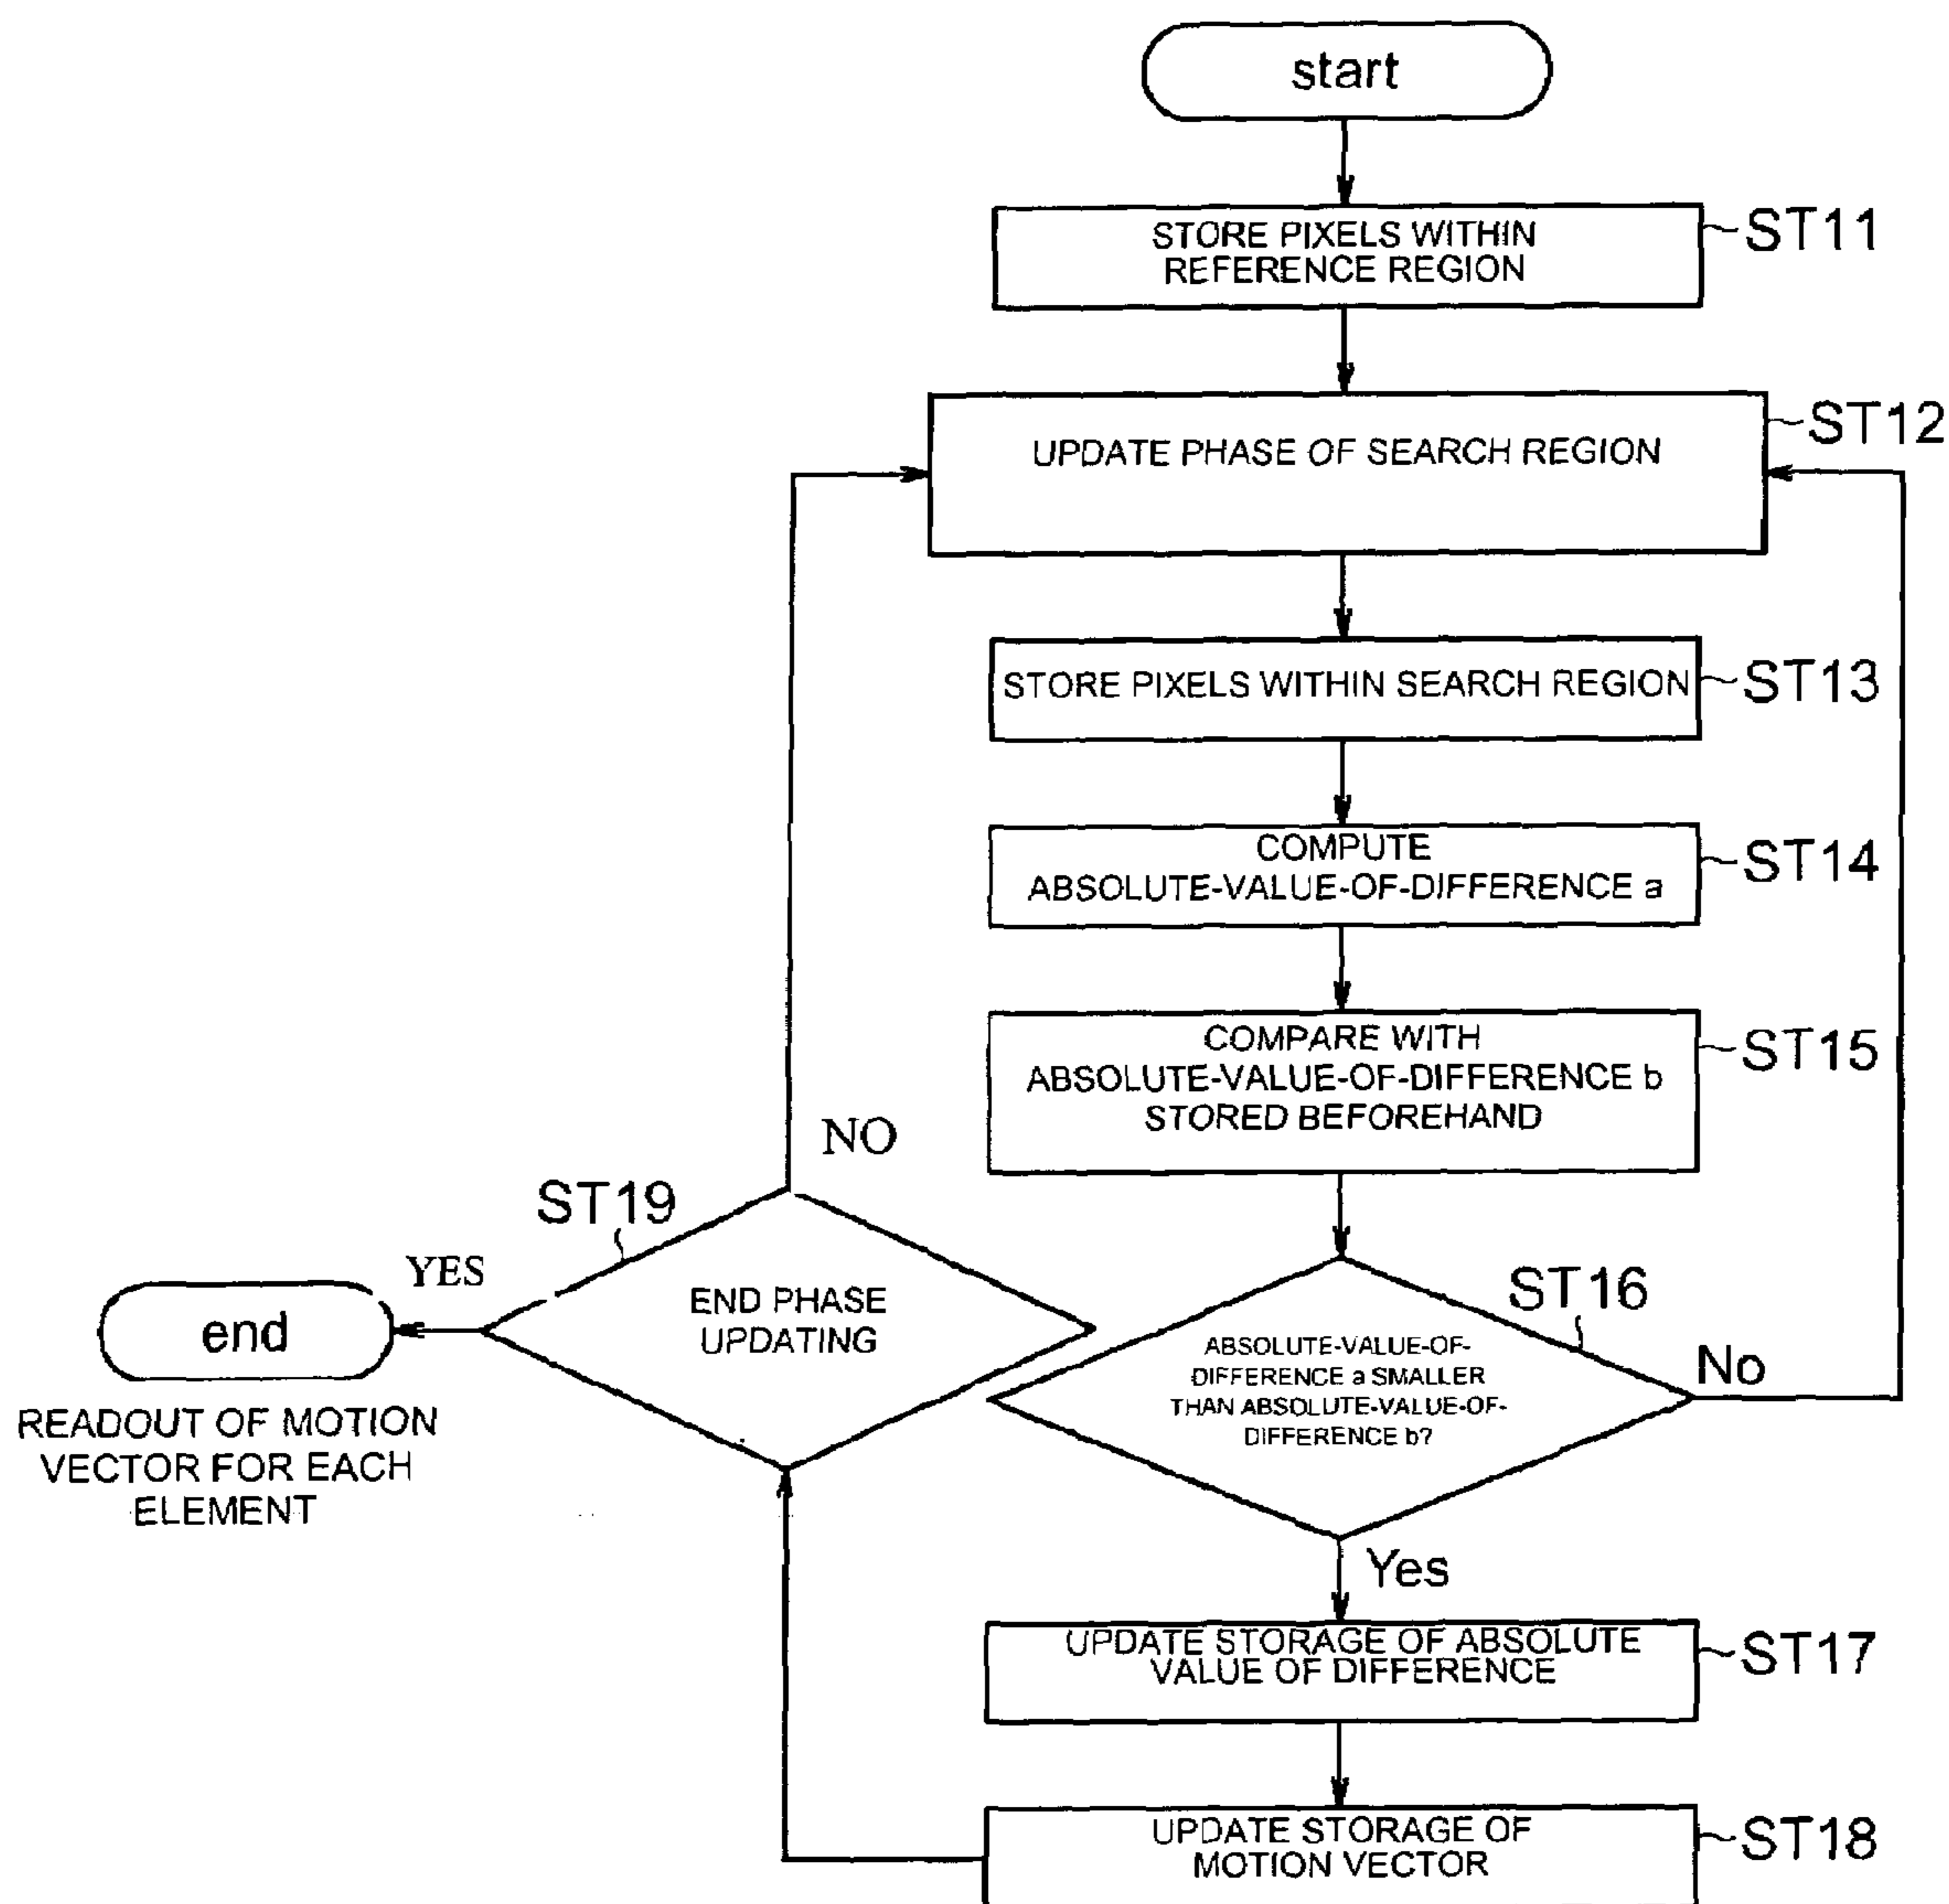 start
STORE PIXELS WITHIN
REFERENCE REGION
ST11
UPDATE PHASE OF SEARCH REGION
ST12
STORE PIXELS WITHIN SEARCH REGION
ST13
COMPUTE
ABSOLUTE-VALUE-OF-DIFFERENCE a
ST14
COMPARE WITH
ABSOLUTE-VALUE-OF-DIFFERENCE b
STORED BEFOREHAND
ST15
ABSOLUTE-VALUE-OF-
DIFFERENCE a SMALLER
THAN ABSOLUTE-VALUE-OF-
DIFFERENCE b?
ST16
No
Yes
UPDATE STORAGE OF ABSOLUTE
VALUE OF DIFFERENCE
ST17
UPDATE STORAGE OF
MOTION VECTOR
ST18
END PHASE
UPDATING
ST19
NO
YES
end
READOUT OF MOTION
VECTOR FOR EACH
ELEMENT